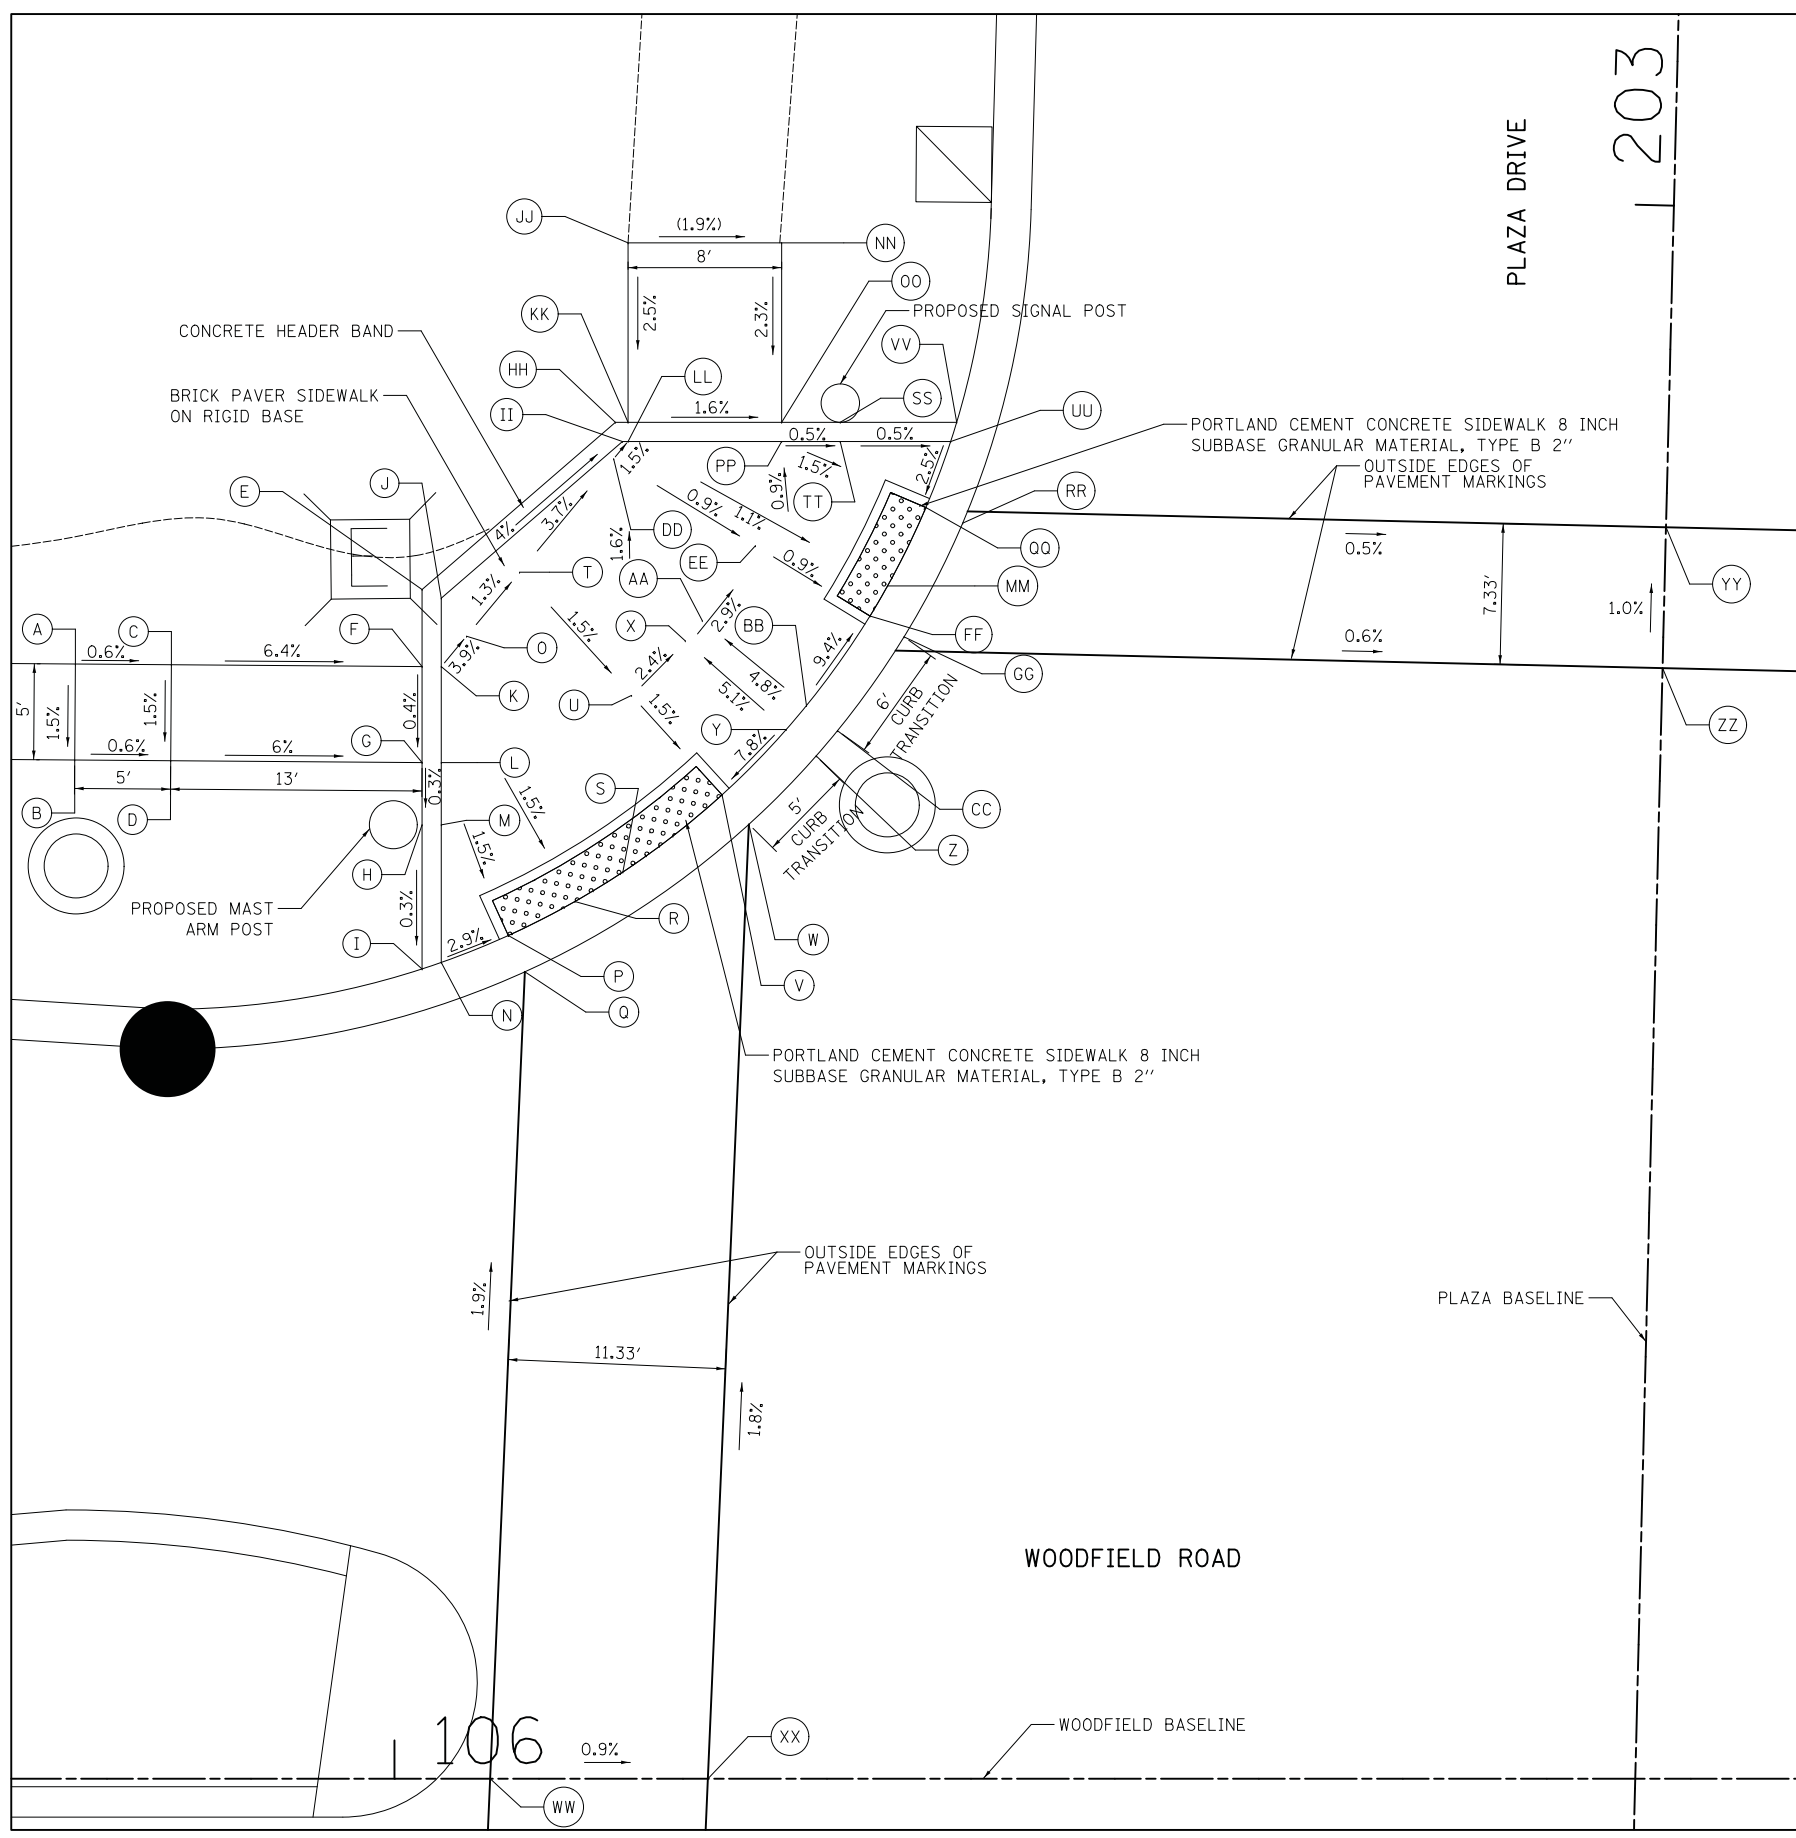 203
PLAZA DRIVE
JJ
(1.9%)
NN
8'
OO
2.5%
2.3%
PROPOSED SIGNAL POST
KK
CONCRETE HEADER BAND
VV
HH
LL
BRICK PAVER SIDEWALK
ON RIGID BASE
SS
II
1.6%
UU
PORTLAND CEMENT CONCRETE SIDEWALK 8 INCH
SUBBASE GRANULAR MATERIAL, TYPE B 2"
0.5%
0.5%
1.5%
PP
1.5%
2.5%
OUTSIDE EDGES OF
PAVEMENT MARKINGS
E
J
0.9%
TT
RR
0.9%
1.1%
3.7%
4%
DD
1.6%
EE
QQ
0.5%
0.9%
T
AA
MM
YY
1.3%
2.9%
7.33'
1.0%
A
C
F
1.5%
X
BB
FF
O
3.9%
0.6%
6.4%
9.4%
0.6%
2.4%
4.8%
GG
K
5'
1.5%
1.5%
0.4%
U
5.1%
1.5%
6'
CURB
TRANSITION
G
L
Y
ZZ
0.6%
6%
7.8%
5'
13'
0.3%
S
B
D
M
1.5%
5'
CURB
TRANSITION
CC
1.5%
Z
H
PROPOSED MAST
ARM POST
0.3%
R
I
2.9%
W
P
V
N
Q
PORTLAND CEMENT CONCRETE SIDEWALK 8 INCH
SUBBASE GRANULAR MATERIAL, TYPE B 2"
OUTSIDE EDGES OF
PAVEMENT MARKINGS
1.9%
PLAZA BASELINE
11.33'
1.8%
WOODFIELD ROAD
106
0.9%
XX
WOODFIELD BASELINE
WW